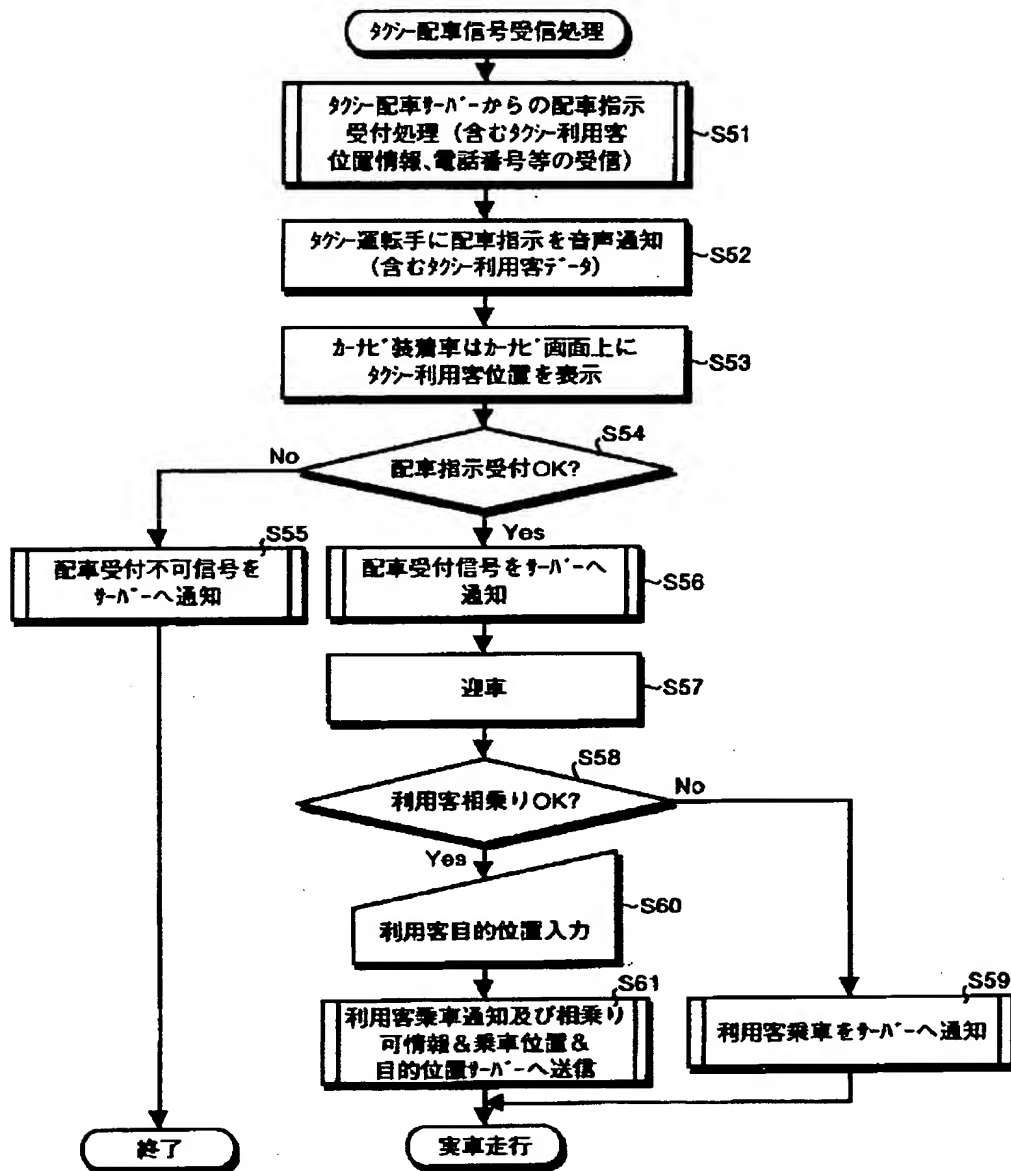 タクシー配車信号受信処理
タクシー配車サーバーからの配車指示
受付処理（含むタクシー利用客
位置情報、電話番号等の受信）
S51
タクシー運転手に配車指示を音声通知
（含むタクシー利用客データ）
S52
カーナビ装着車はカーナビ画面上に
タクシー利用客位置を表示
S53
S54
No
配車指示受付OK?
Yes
S55
配車受付不可信号を
サーバーへ通知
配車受付信号をサーバーへ
通知
S56
迎車
S57
S58
利用客相乗りOK?
No
Yes
利用客目的位置入力
S60
S61
利用客乗車通知及び相乗り
可情報＆乗車位置＆
目的位置サーバーへ送信
S59
利用客乗車をサーバーへ通知
終了
実車走行